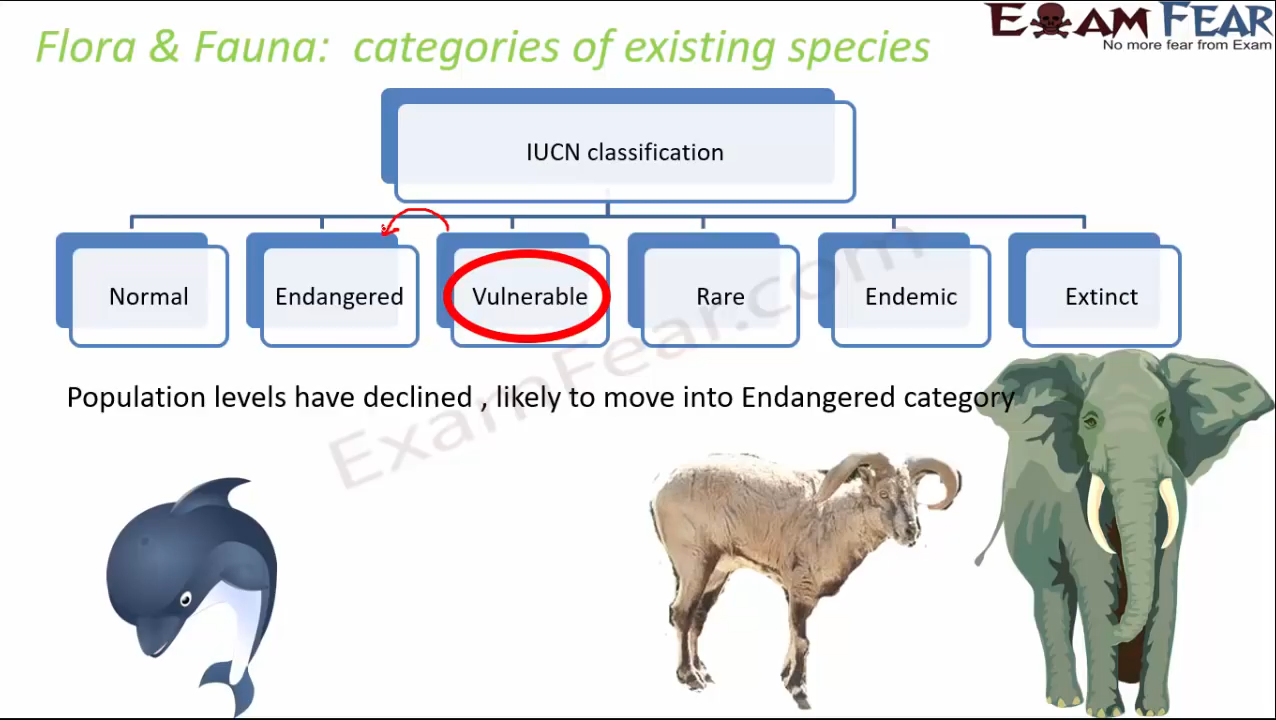 Flora & Fauna:  categories of existing species
EXAM FEAR
No more fear from Exam
IUCN classification
Normal
Endangered
Vulnerable
Rare
Endemic
Extinct
Population levels have declined , likely to move into Endangered category
ExamFear.com